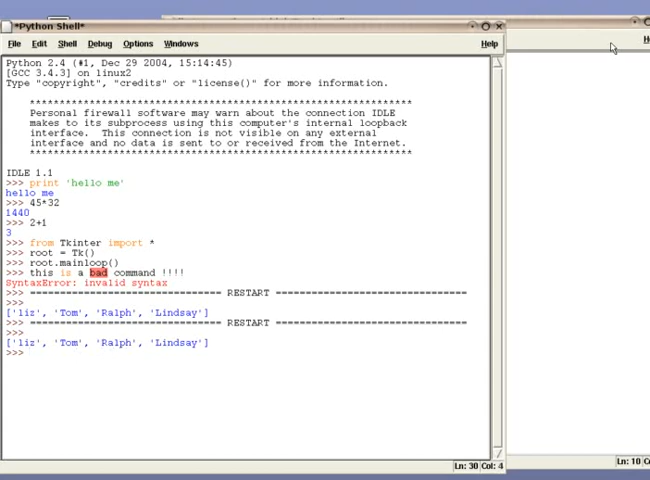 *Python Shell*
File Edit Shell Debug Options Windows Help
Python 2.4 (#1, Dec 29 2004, 15:14:45)
[GCC 3.4.3] on linux2
Type "copyright", "credits" or "license()" for more information.
****************************************************************
Personal firewall software may warn about the connection IDLE
makes to its subprocess using this computer's internal loopback
interface.  This connection is not visible on any external
interface and no data is sent to or received from the Internet.
****************************************************************
IDLE 1.1
>>> print 'hello me'
hello me
>>> 45*32
1440
>>> 2+1
3
>>> from Tkinter import *
>>> root = Tk()
>>> root.mainloop()
>>> this is a bad command !!!!
SyntaxError: invalid syntax
>>> ================================ RESTART ================================
>>>
['liz', 'Tom', 'Ralph', 'Lindsay']
>>> ================================ RESTART ================================
>>>
['liz', 'Tom', 'Ralph', 'Lindsay']
>>>
Ln: 30 Col: 4
Ln: 10